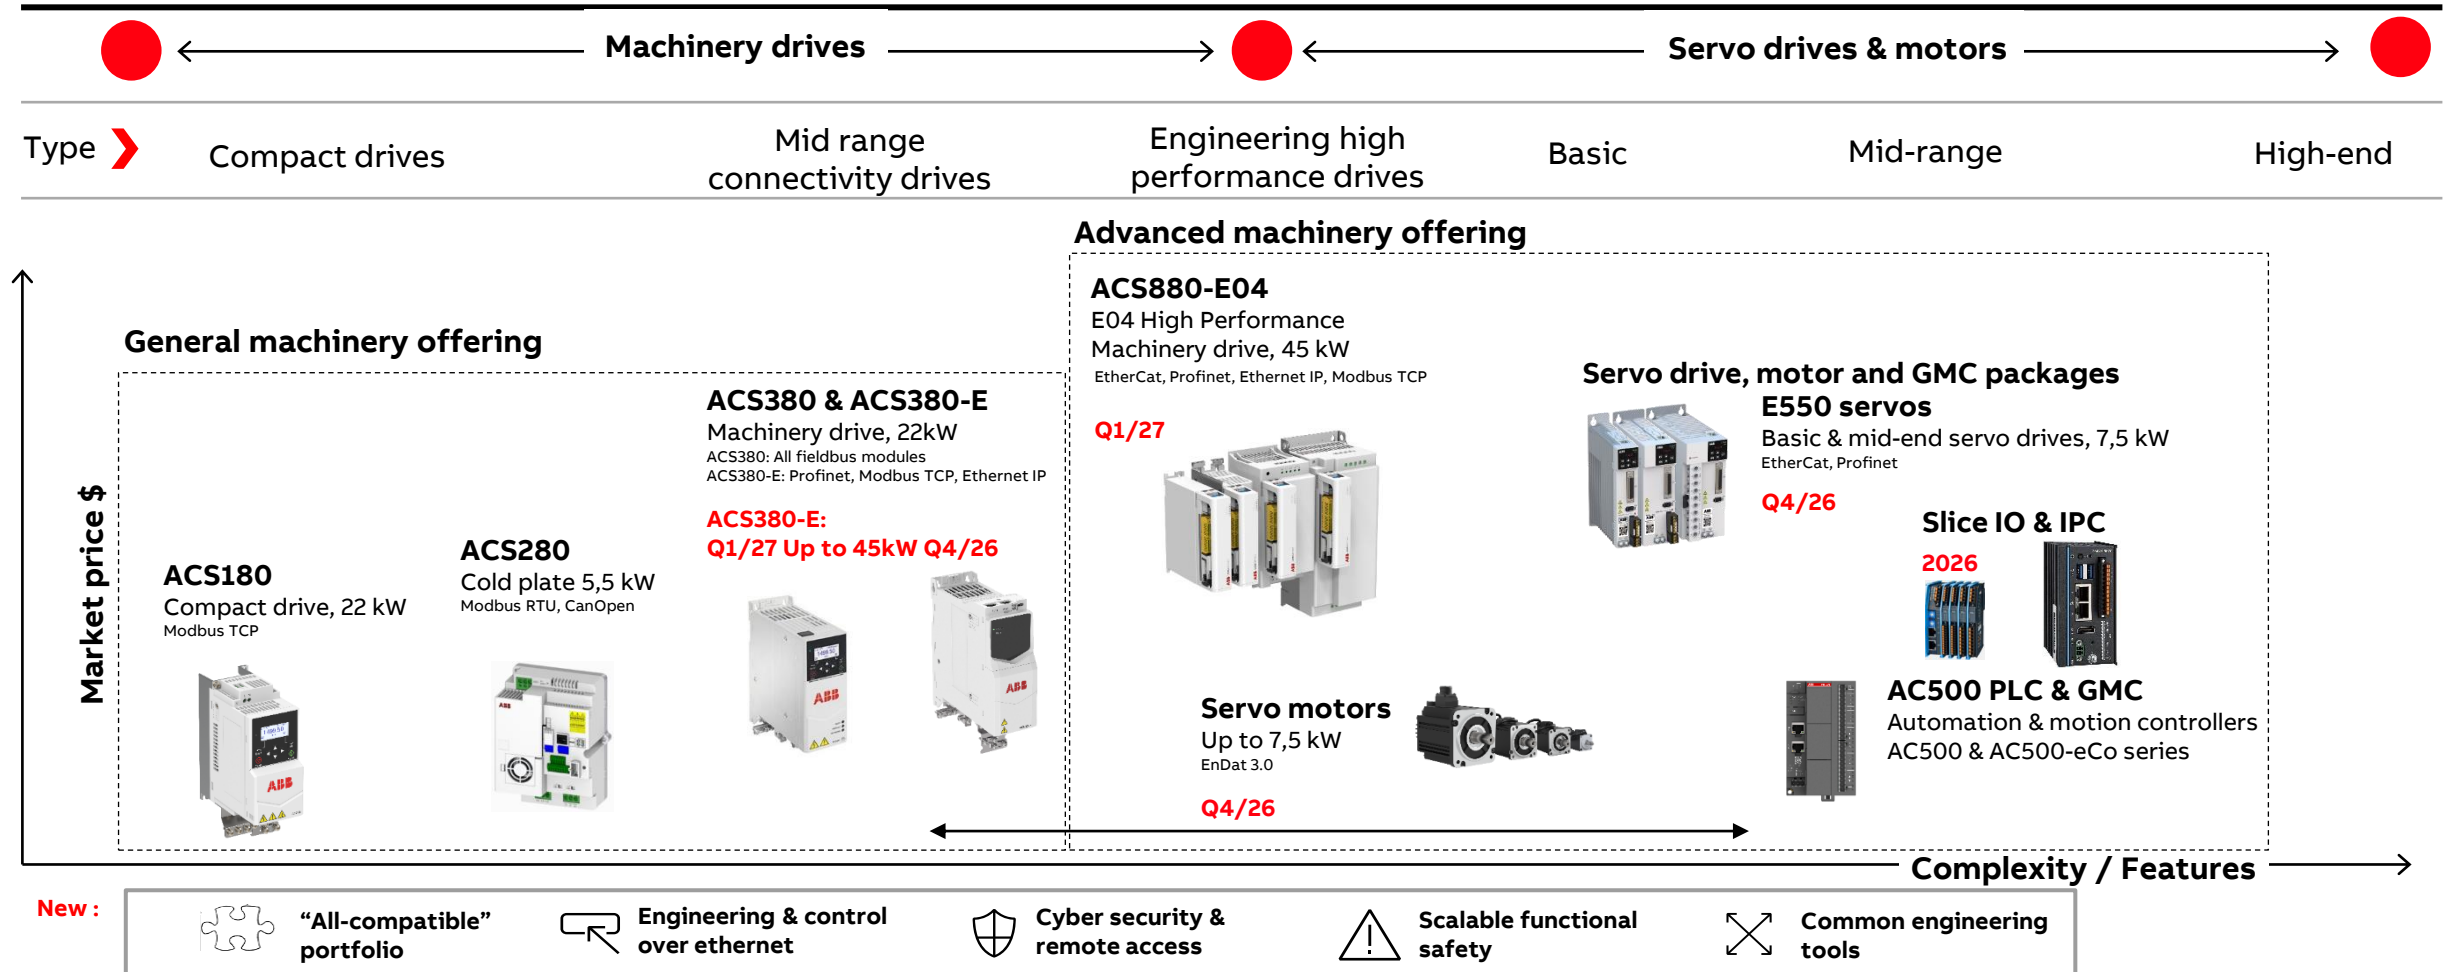 Machinery drives
Servo drives & motors
Type
Compact drives
Mid range
connectivity drives
Engineering high
performance drives
Basic
Mid-range
High-end
Advanced machinery offering
General machinery offering
Market price $
ACS180
Compact drive, 22 kW
Modbus TCP
ABB
ACS280
Cold plate 5,5 kW
Modbus RTU, CanOpen
ABB
ACS380 & ACS380-E
Machinery drive, 22kW
ACS380: All fieldbus modules
ACS380-E: Profinet, Modbus TCP, Ethernet IP
ACS380-E:
Q1/27 Up to 45kW Q4/26
ABB
ABB
ACS880-E04
E04 High Performance
Machinery drive, 45 kW
EtherCat, Profinet, Ethernet IP, Modbus TCP
Q1/27
Servo motors
Up to 7,5 kW
EnDat 3.0
Q4/26
Servo drive, motor and GMC packages
E550 servos
Basic & mid-end servo drives, 7,5 kW
EtherCat, Profinet
Q4/26
Slice IO & IPC
2026
AC500 PLC & GMC
Automation & motion controllers
AC500 & AC500-eCo series
Complexity / Features
New :
“All-compatible”
portfolio
Engineering & control
over ethernet
Cyber security &
remote access
Scalable functional
safety
Common engineering
tools